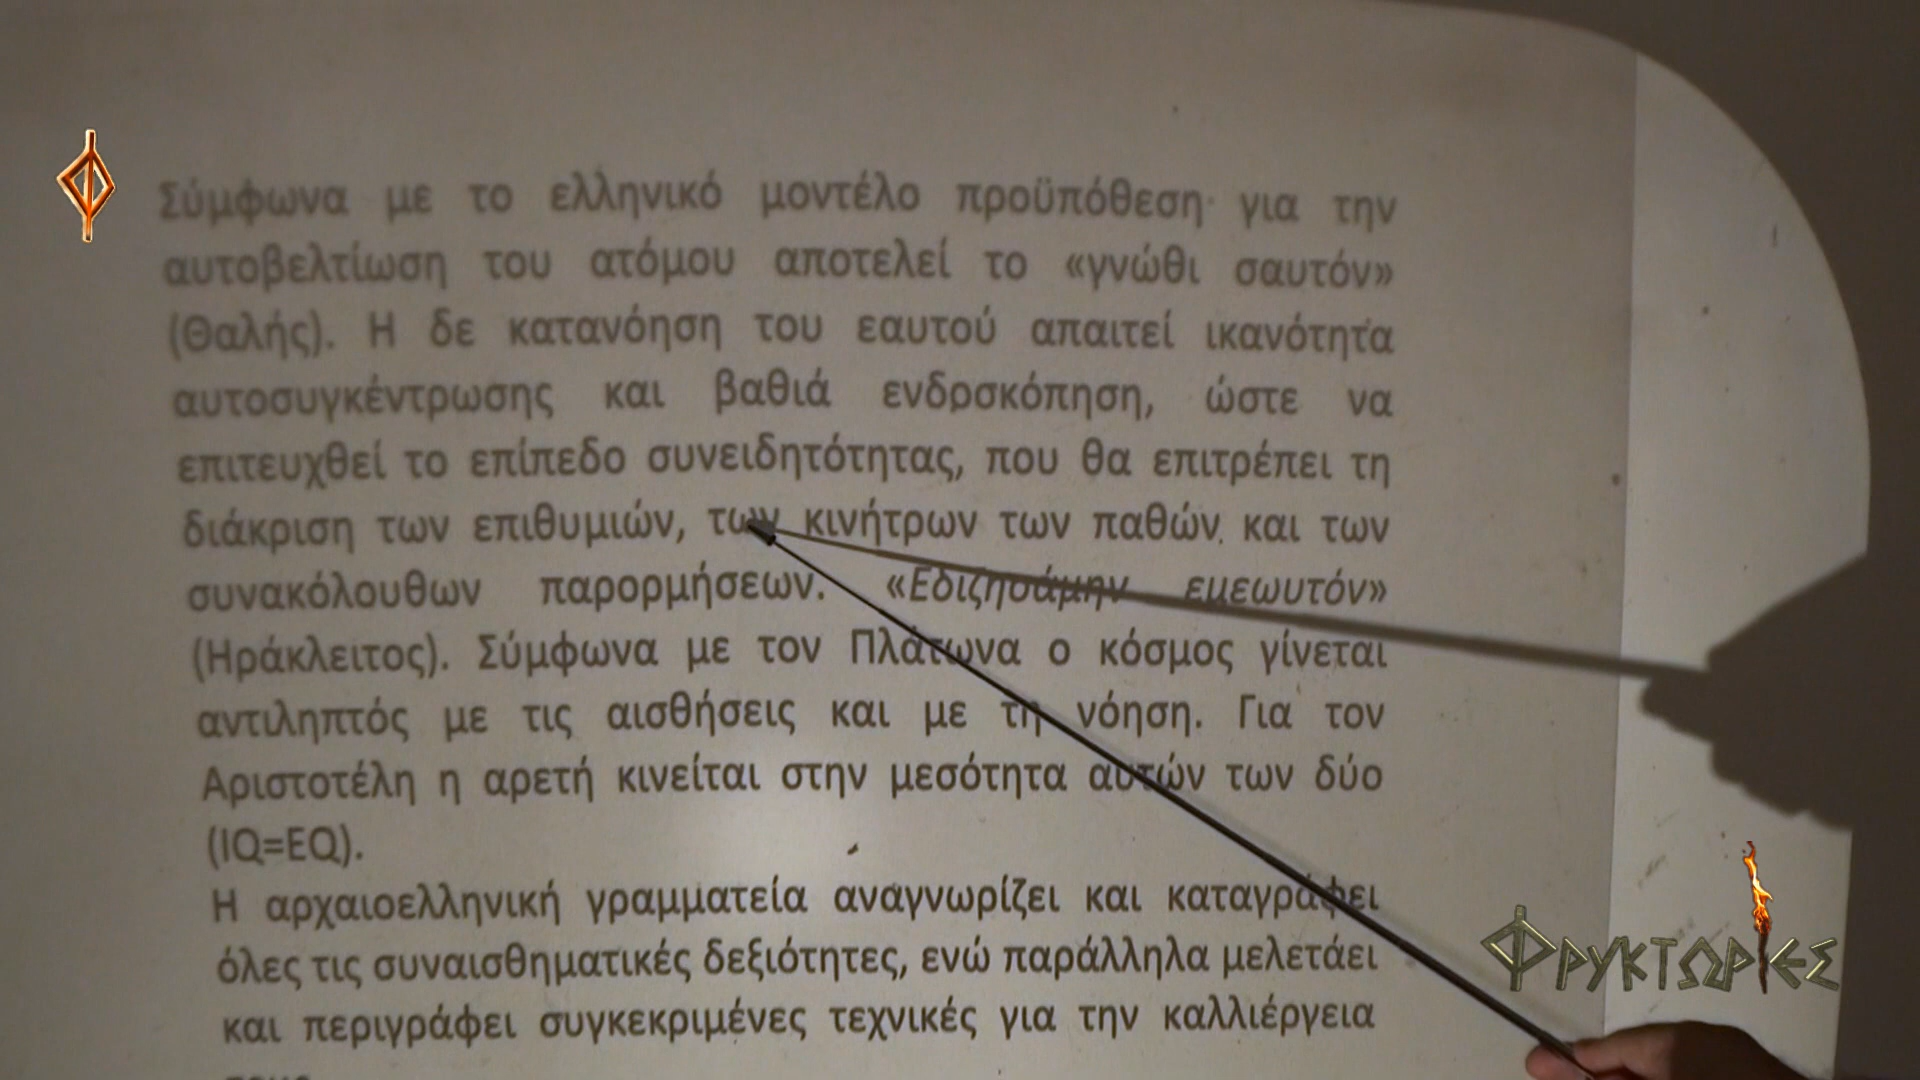 Σύμφωνα με το ελληνικό μοντέλο προϋπόθεση για την
αυτοβελτίωση του ατόμου αποτελεί το «γνώθι σαυτόν»
(Θαλής). Η δε κατανόηση του εαυτού απαιτεί ικανότητα
αυτοσυγκέντρωσης και βαθιά ενδοσκόπηση, ώστε να
επιτευχθεί το επίπεδο συνειδητότητας, που θα επιτρέπει τη
διάκριση των επιθυμιών, των κινήτρων των παθών και των
συνακόλουθων παρορμήσεων. «Εδιζησάμην εμεωυτόν»
(Ηράκλειτος). Σύμφωνα με τον Πλάτωνα ο κόσμος γίνεται
αντιληπτός με τις αισθήσεις και με τη νόηση. Για τον
Αριστοτέλη η αρετή κινείται στην μεσότητα αυτών των δύο
(IQ=EQ).
Η αρχαιοελληνική γραμματεία αναγνωρίζει και καταγράφει
όλες τις συναισθηματικές δεξιότητες, ενώ παράλληλα μελετάει
και περιγράφει συγκεκριμένες τεχνικές για την καλλιέργεια
Φρυκτωρίες